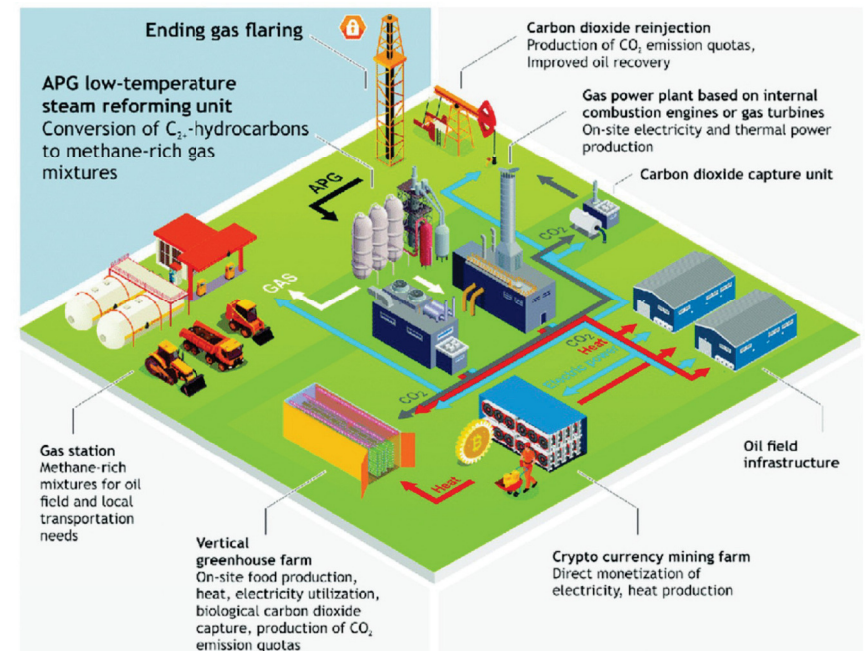 Ending gas flaring
APG low-temperature
steam reforming unit
Conversion of C₂₊-hydrocarbons
to methane-rich gas
mixtures
Carbon dioxide reinjection
Production of CO₂ emission quotas,
Improved oil recovery
Gas power plant based on internal
combustion engines or gas turbines
On-site electricity and thermal power
production
Carbon dioxide capture unit
APG
CO₂
GAS
CO₂
Heat
Electric power
CO₂
Heat
Gas station
Methane-rich
mixtures for oil
field and local
transportation
needs
Oil field
infrastructure
Vertical
greenhouse farm
On-site food production,
heat, electricity utilization,
biological carbon dioxide
capture, production of CO₂
emission quotas
Crypto currency mining farm
Direct monetization of
electricity, heat production